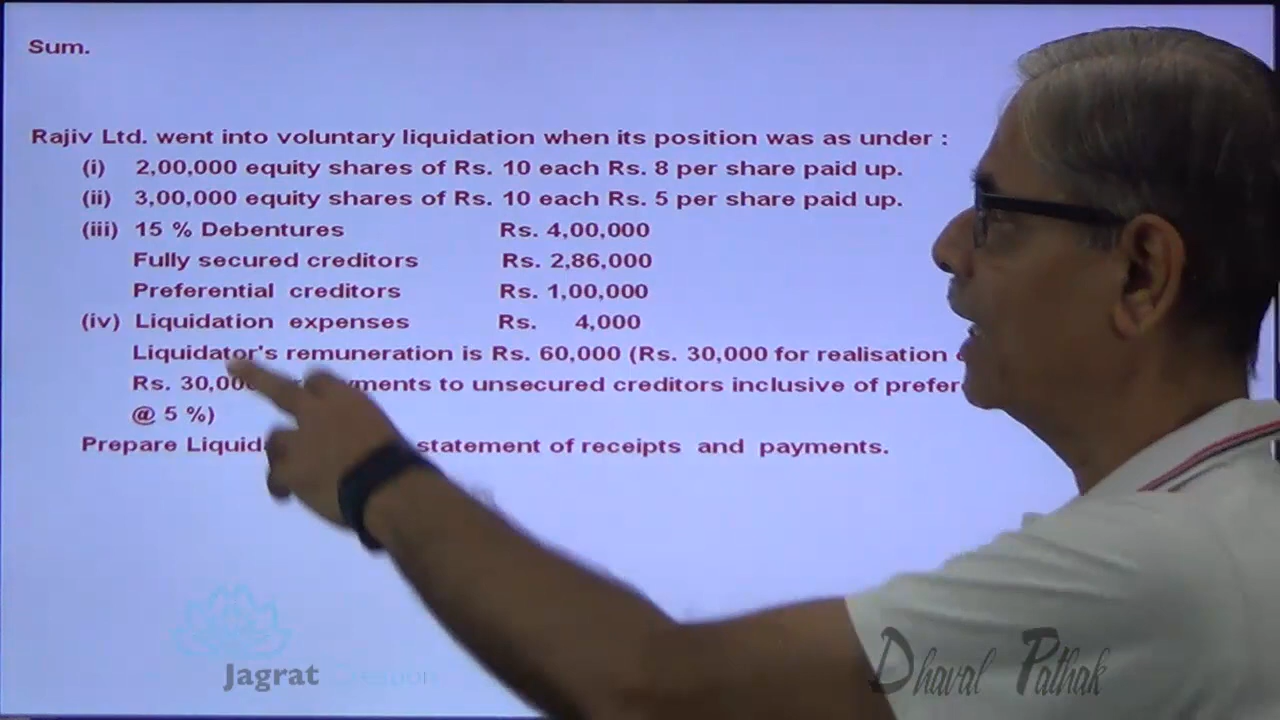 Sum.
Rajiv Ltd. went into voluntary liquidation when its position was as under :
(i) 2,00,000 equity shares of Rs. 10 each Rs. 8 per share paid up.
(ii) 3,00,000 equity shares of Rs. 10 each Rs. 5 per share paid up.
(iii) 15 % Debentures Rs. 4,00,000
Fully secured creditors Rs. 2,86,000
Preferential creditors Rs. 1,00,000
(iv) Liquidation expenses Rs. 4,000
Liquidator's remuneration is Rs. 60,000 (Rs. 30,000 for realisation
Rs. to unsecured creditors inclusive of
@ 5 %)
Prepare statement of receipts and payments.
Jagrat Creation
Dhaval Pathak